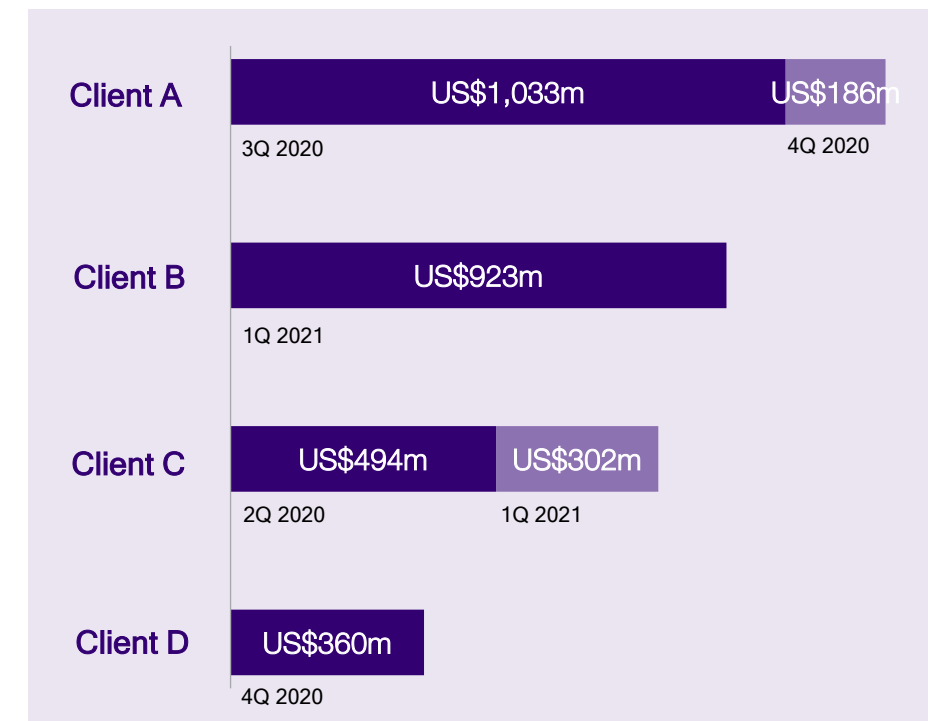 Client A
US$1,033m
US$186m
3Q 2020
4Q 2020
Client B
US$923m
1Q 2021
Client C
US$494m
US$302m
2Q 2020
1Q 2021
Client D
US$360m
4Q 2020